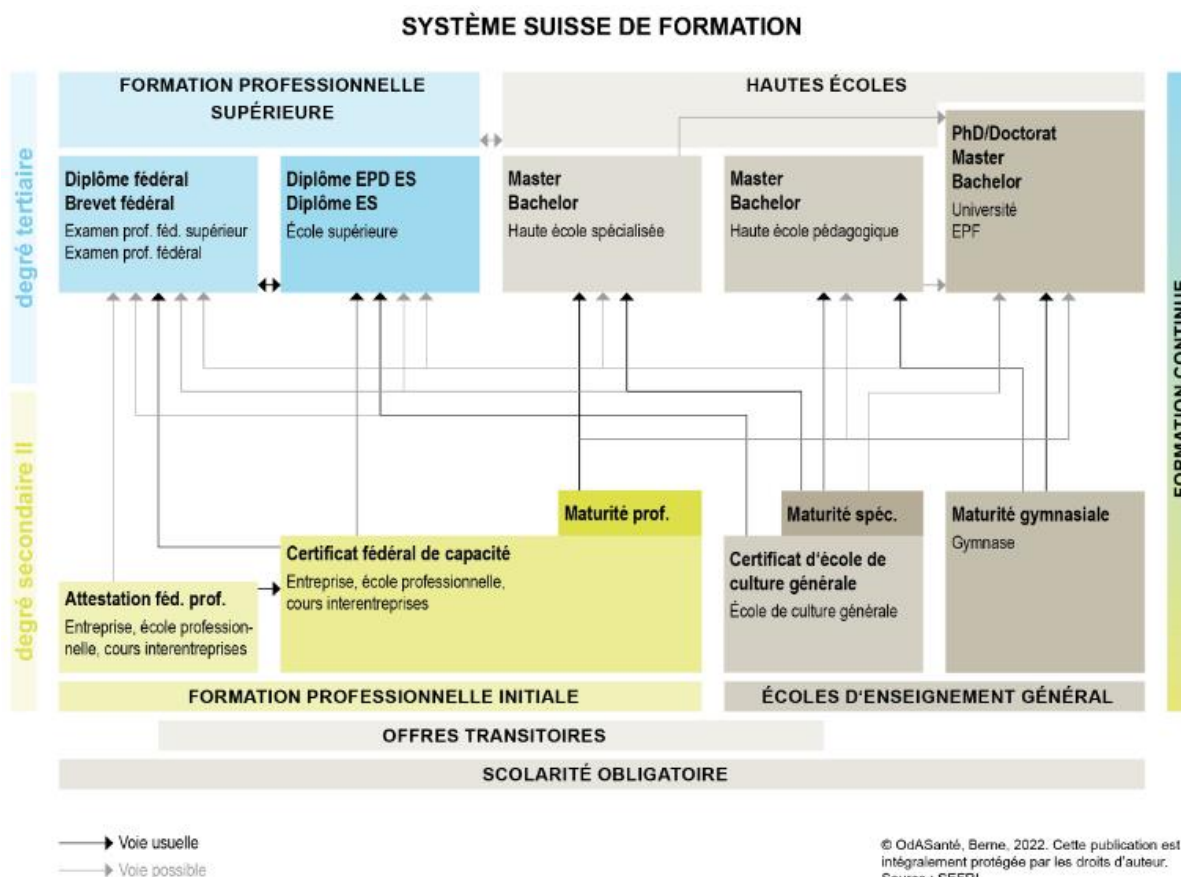 SYSTÈME SUISSE DE FORMATION
FORMATION PROFESSIONNELLE
SUPÉRIEURE
HAUTES ÉCOLES
degré tertiaire
Diplôme fédéral
Brevet fédéral
Examen prof. féd. supérieur
Examen prof. fédéral
Diplôme EPD ES
Diplôme ES
École supérieure
Master
Bachelor
Haute école spécialisée
Master
Bachelor
Haute école pédagogique
PhD/Doctorat
Master
Bachelor
Université
EPF
FORMATION CONTINUE
degré secondaire II
Maturité prof.
Certificat fédéral de capacité
Entreprise, école professionnelle,
cours interentreprises
Attestation féd. prof.
Entreprise, école profession-
nelle, cours interentreprises
Maturité spéc.
Certificat d'école de
culture générale
École de culture générale
Maturité gymnasiale
Gymnase
FORMATION PROFESSIONNELLE INITIALE
ÉCOLES D'ENSEIGNEMENT GÉNÉRAL
OFFRES TRANSITOIRES
SCOLARITÉ OBLIGATOIRE
Voie usuelle
Voie possible
© OdASanté, Berne, 2022. Cette publication est
intégralement protégée par les droits d'auteur.
Source : SEFRI